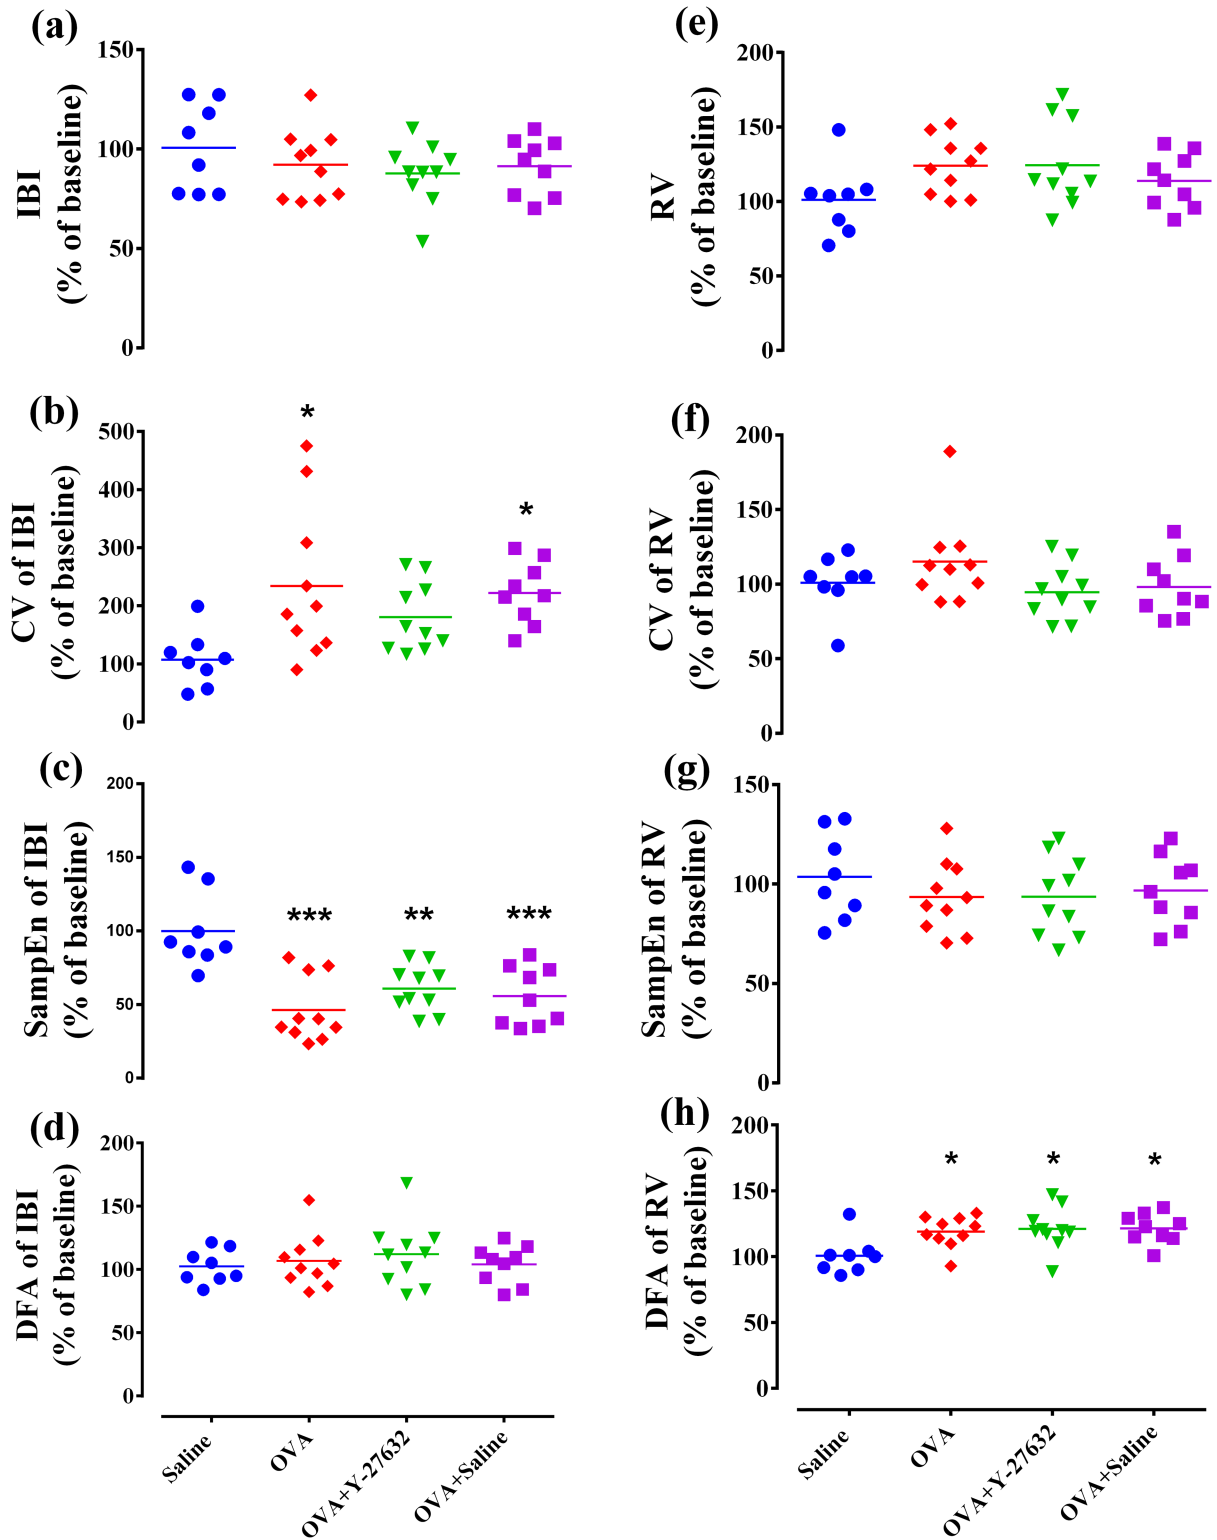 (a)
IBI
(% of baseline)
150
100
50
0
(b)
CV of IBI
(% of baseline)
500
400
300
200
100
0
*
*
(c)
SampEn of IBI
(% of baseline)
200
150
100
50
0
***
**
***
(d)
DFA of IBI
(% of baseline)
200
150
100
50
0
Saline
OVA
OVA+Y-27632
OVA+Saline
(e)
RV
(% of baseline)
200
150
100
50
0
(f)
CV of RV
(% of baseline)
200
150
100
50
0
(g)
SampEn of RV
(% of baseline)
150
100
50
0
(h)
DFA of RV
(% of baseline)
200
150
100
50
0
*
*
*
Saline
OVA
OVA+Y-27632
OVA+Saline